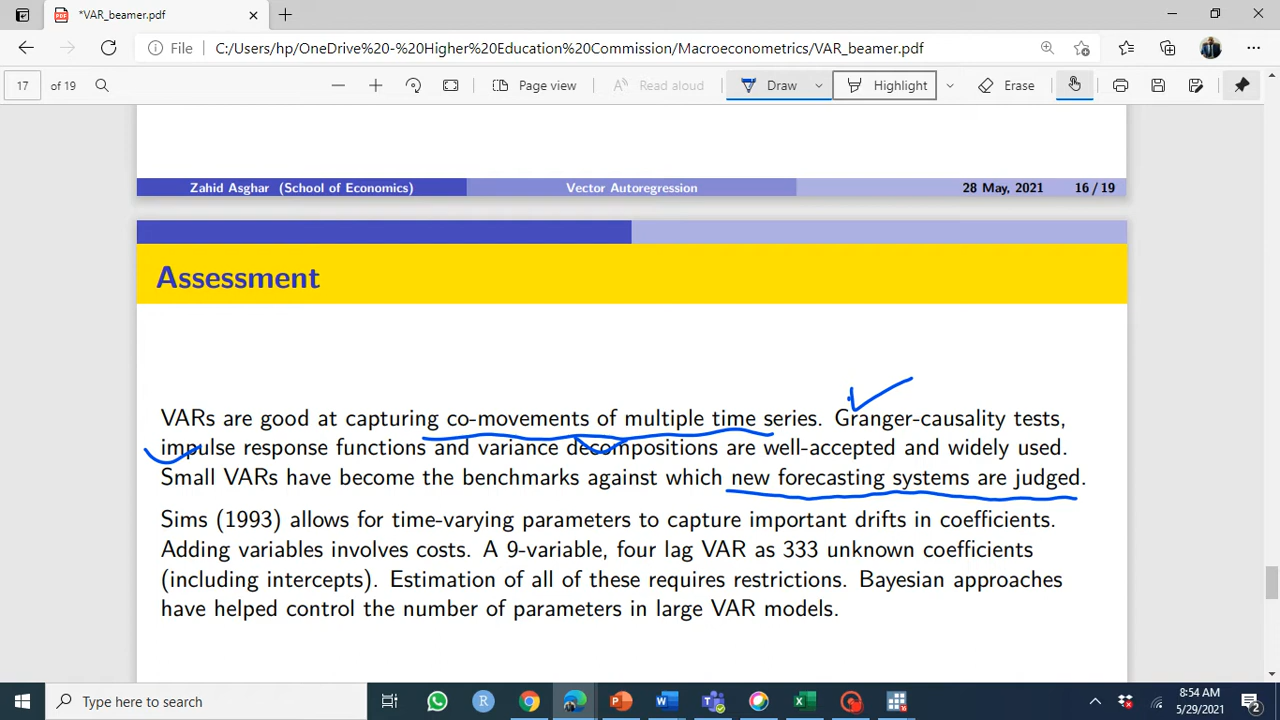 *VAR_beamer.pdf
File
C:/Users/hp/OneDrive%20-%20Higher%20Education%20Commission/Macroeconometrics/VAR_beamer.pdf
17 of 19
Page view
Read aloud
Draw
Highlight
Erase
Zahid Asghar (School of Economics) Vector Autoregression 28 May, 2021 16 / 19
Assessment
VARs are good at capturing co-movements of multiple time series. Granger-causality tests,
impulse response functions and variance decompositions are well-accepted and widely used.
Small VARs have become the benchmarks against which new forecasting systems are judged.
Sims (1993) allows for time-varying parameters to capture important drifts in coefficients.
Adding variables involves costs. A 9-variable, four lag VAR as 333 unknown coefficients
(including intercepts). Estimation of all of these requires restrictions. Bayesian approaches
have helped control the number of parameters in large VAR models.
Type here to search
8:54 AM
5/29/2021
2